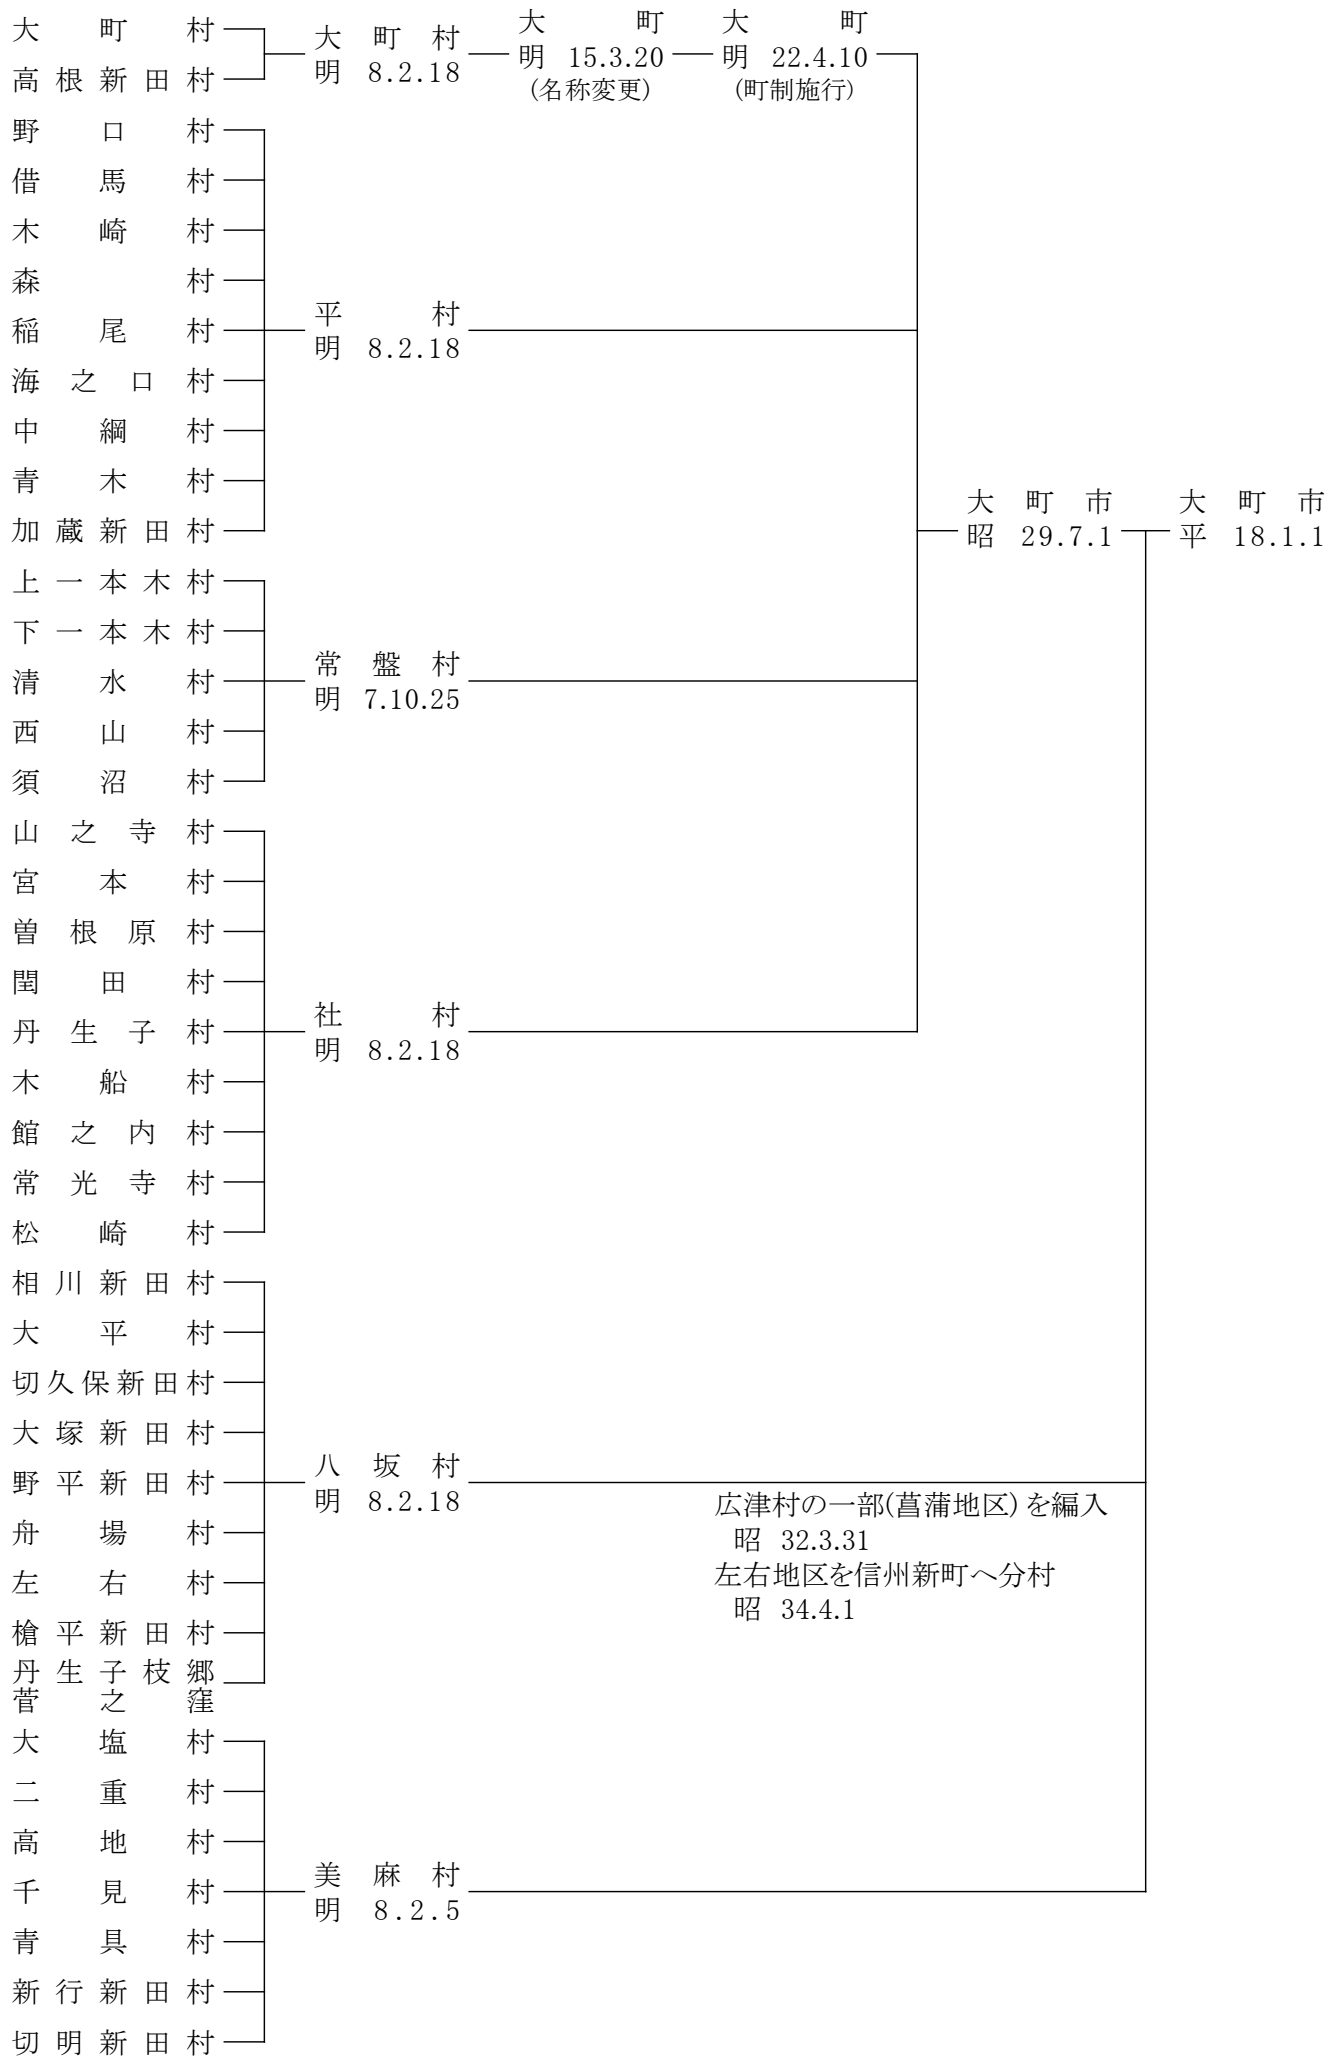 大町村
高根新田村
大町村
明 8.2.18
大町
明 15.3.20
(名称変更)
大町
明 22.4.10
(町制施行)
野口村
借馬村
木崎村
森村
稲尾村
海之口村
中綱村
青木村
加蔵新田村
平村
明 8.2.18
上一本木村
下一本木村
清水村
西山村
須沼村
常盤村
明 7.10.25
山之寺村
宮本村
曽根原村
閏田村
丹生子村
木船村
館之内村
常光寺村
松崎村
社村
明 8.2.18
大町市
昭 29.7.1
大町市
平 18.1.1
相川新田村
大平村
切久保新田村
大塚新田村
野平新田村
舟場村
左右村
槍平新田村
丹生子枝郷
菅之窪
八坂村
明 8.2.18
広津村の一部(菖蒲地区)を編入
昭 32.3.31
左右地区を信州新町へ分村
昭 34.4.1
大塩村
二重村
高地村
千見村
青具村
新行新田村
切明新田村
美麻村
明 8.2.5